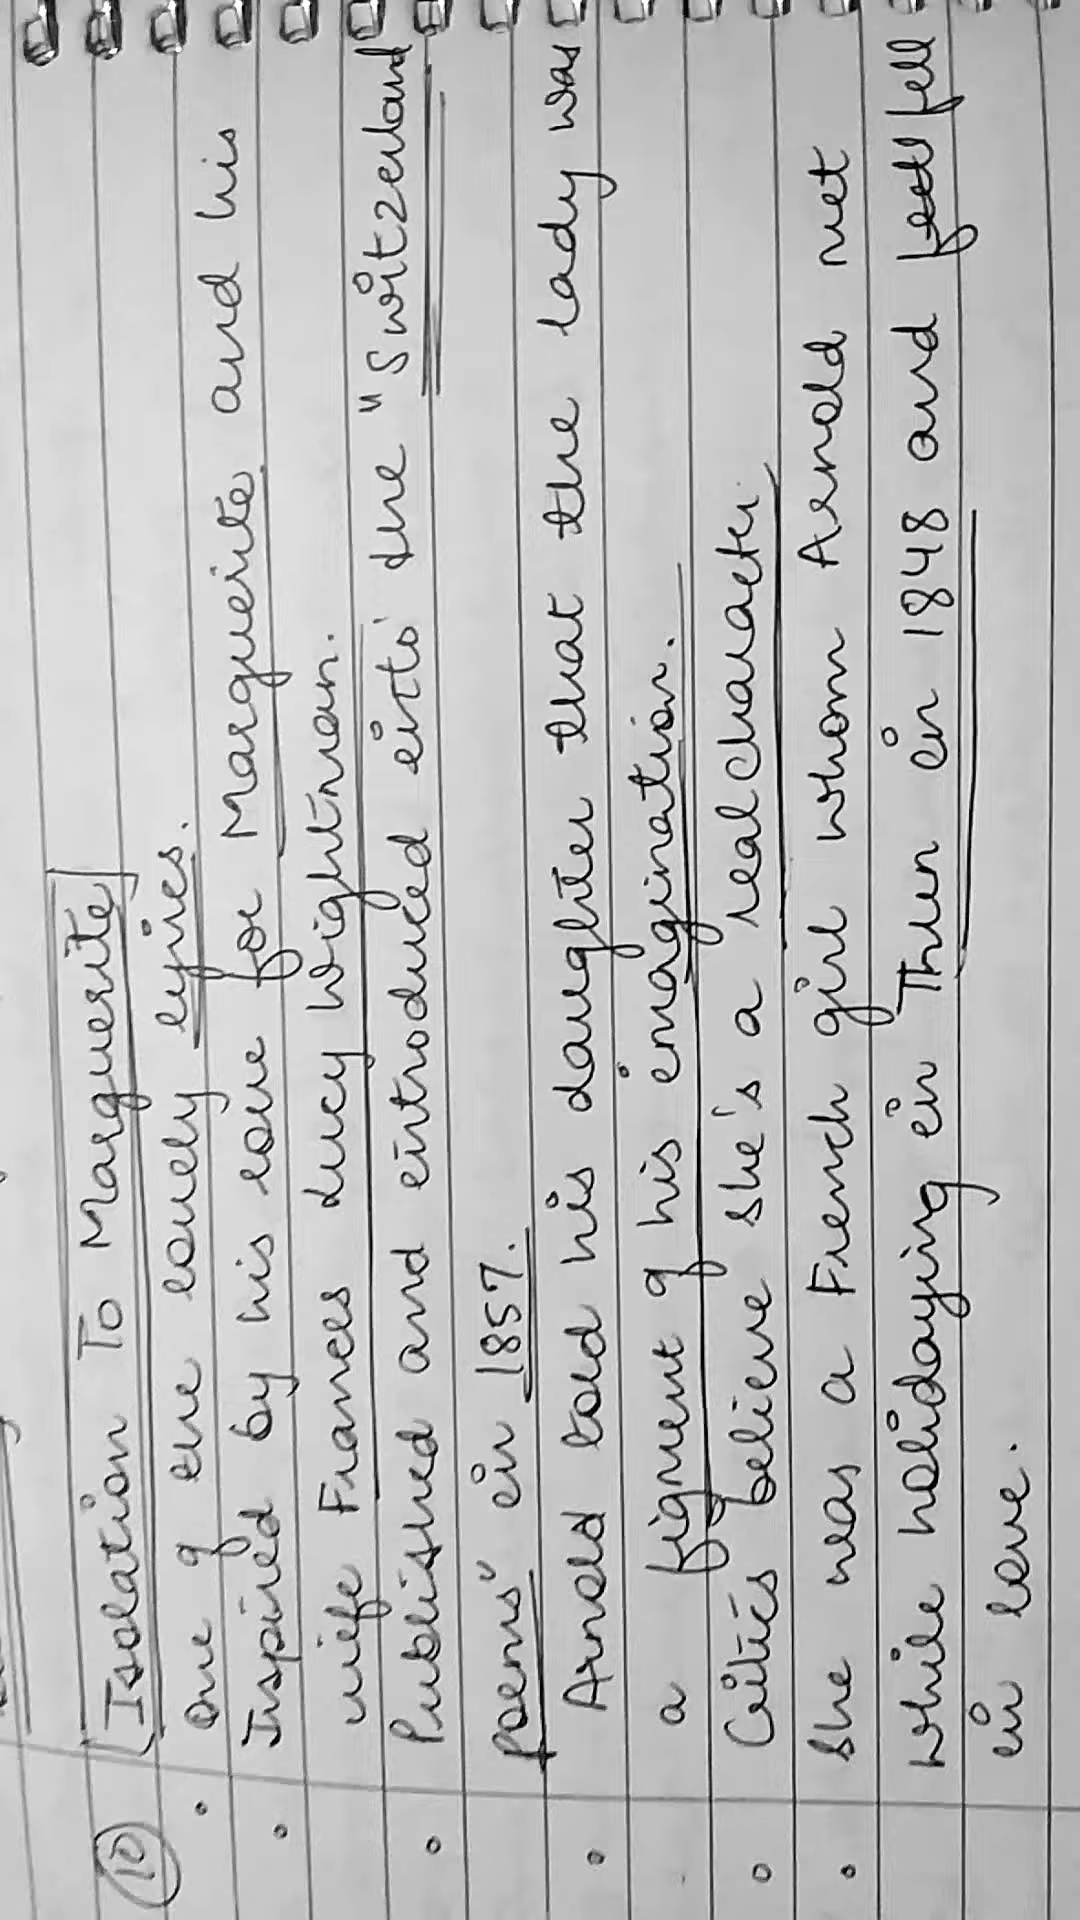 (10) Isolation To Marguerite
• One of the lovely lyrics.
• Inspired by his love for Marguerite and his
wife Frances Lucy Wightman.
• Published and introduced into the "Switzerland
poems" in 1857.
• Arnold told his daughter that the lady was
a figment of his imagination.
• Critics believe she's a real character.
• She was a French girl whom Arnold met
while holidaying in Thun in 1848 and fell
in love.